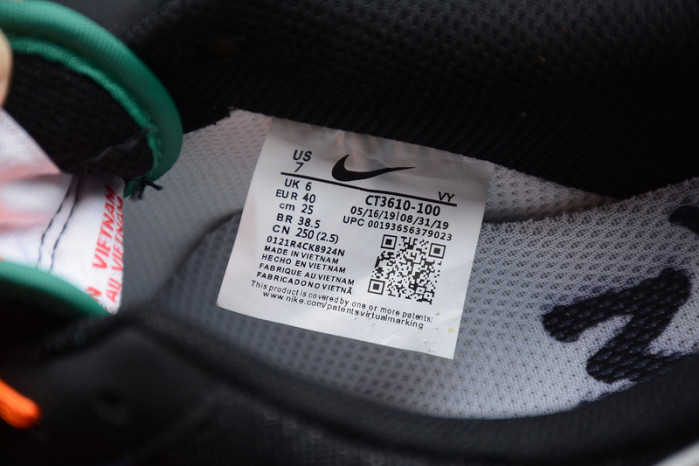 US
7
VY
UK 6
CT3610-100
EUR 40
05/16/19|08/31/19
cm 25
UPC 00193656379023
BR 38.5
CN 250 (2.5)
0121R4CK8924N
MADE IN VIETNAM
HECHO EN VIETNAM
FABRIQUE AU VIETNAM
FABRICADO NO VIETNÃ
This product is covered by one or more patents:
www.nike.com/patentsvirtualmarking
VIETNAM
VIETNAM